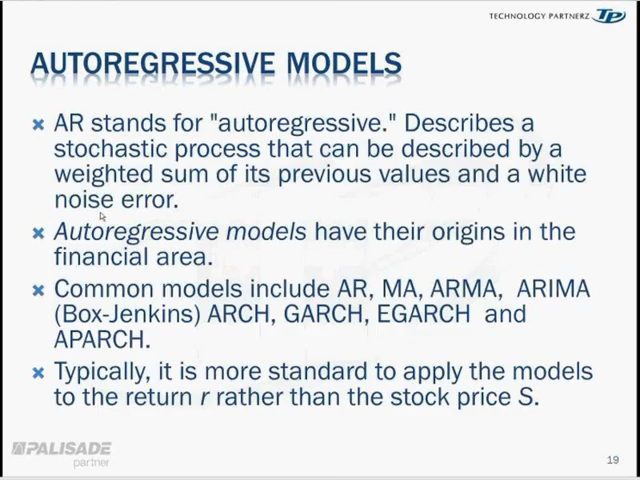 TECHNOLOGY PARTNERZ TP
AUTOREGRESSIVE MODELS
AR stands for "autoregressive." Describes a
stochastic process that can be described by a
weighted sum of its previous values and a white
noise error.
Autoregressive models have their origins in the
financial area.
Common models include AR, MA, ARMA, ARIMA
(Box-Jenkins) ARCH, GARCH, EGARCH and
APARCH.
Typically, it is more standard to apply the models
to the return r rather than the stock price S.
PALISADE
partner
19